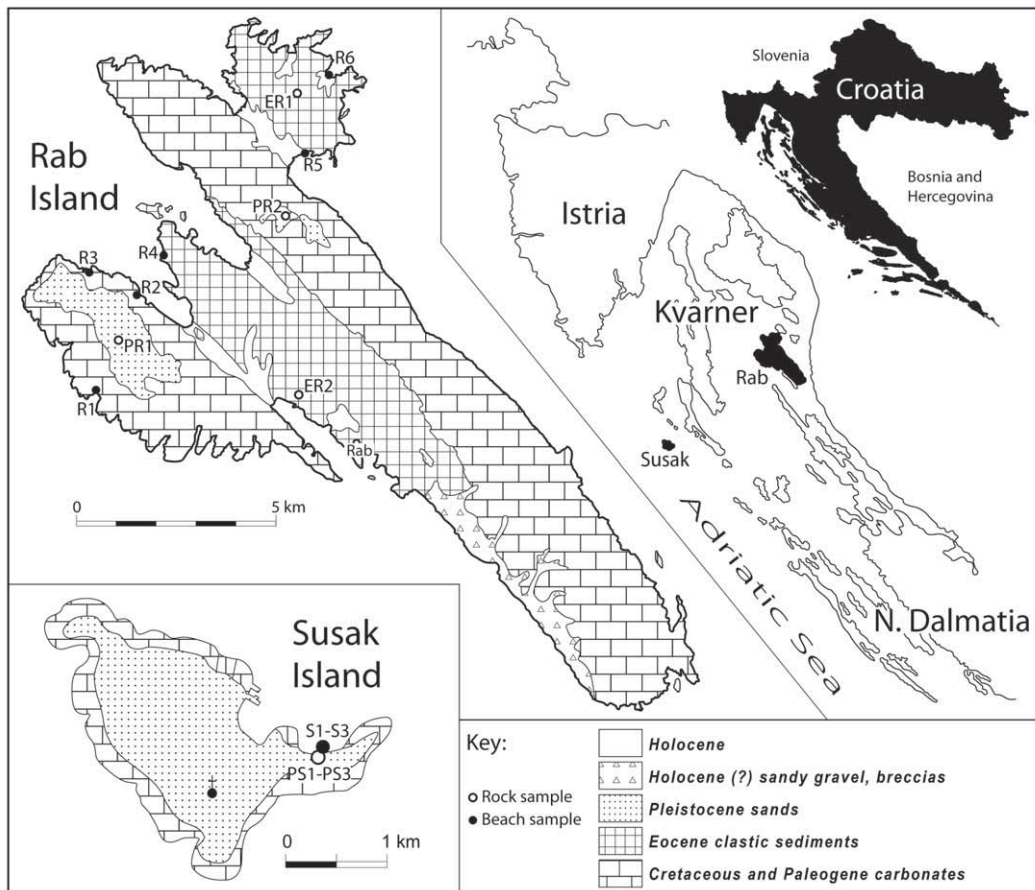 Rab
Island
R6
ER1
R5
PR2
R4
R3
R2
PR1
R1
ER2
Rab
0
5 km
Slovenia
Croatia
Bosnia and
Hercegovina
Istria
Kvarner
Rab
Susak
Adriatic Sea
N. Dalmatia
Susak
Island
S1-S3
PS1-PS3
0
1 km
Key:
Rock sample
Beach sample
Holocene
Holocene (?) sandy gravel, breccias
Pleistocene sands
Eocene clastic sediments
Cretaceous and Paleogene carbonates